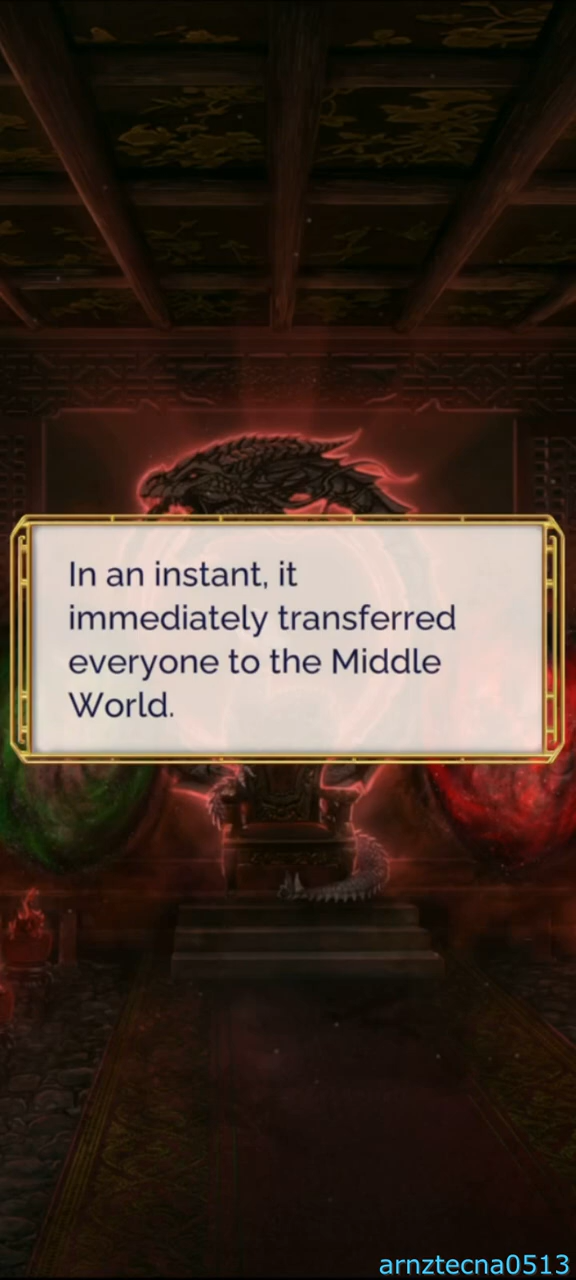 In an instant, it
immediately transferred
everyone to the Middle
World.
arnztecna0513